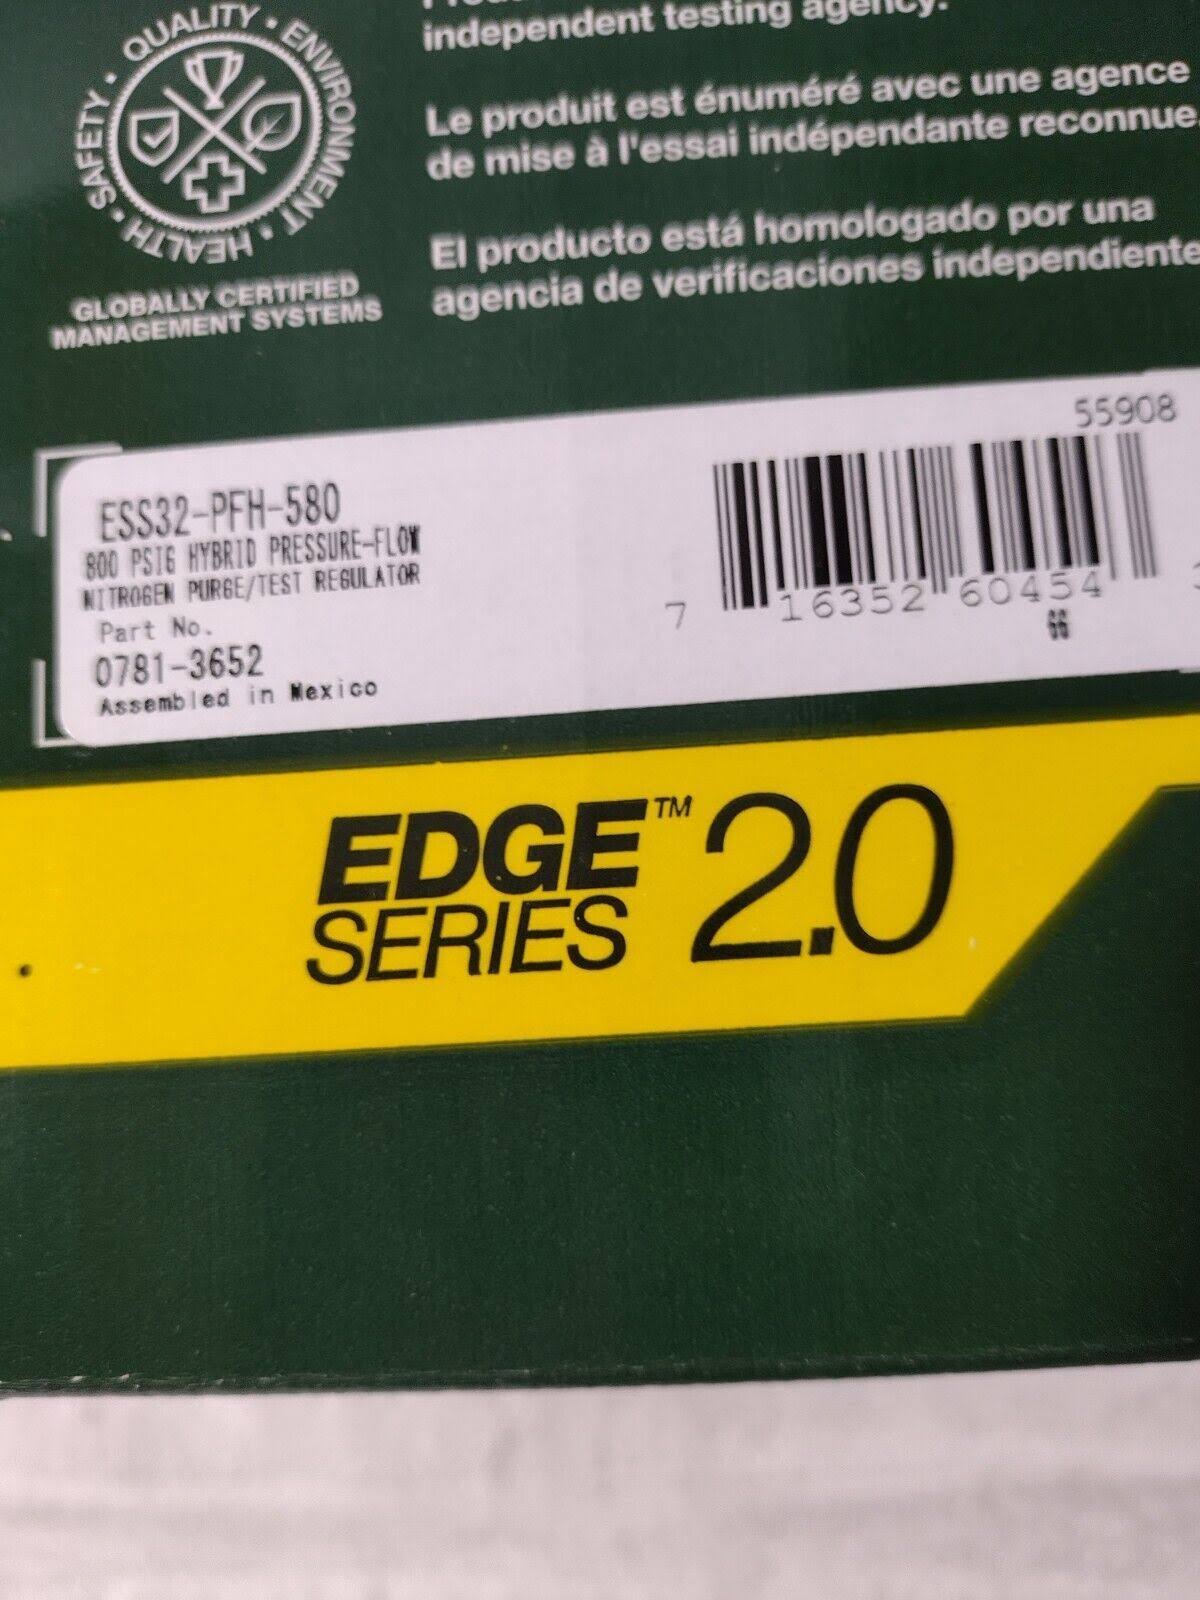 QUALITY • ENVIRONMENT • HEALTH • SAFETY •
GLOBALLY CERTIFIED
MANAGEMENT SYSTEMS
independent testing agency.
Le produit est énuméré avec une agence
de mise à l'essai indépendante reconnue.
El producto está homologado por una
agencia de verificaciones independiente
55908
ESS32-PFH-580
800 PSIG HYBRID PRESSURE-FLOW
NITROGEN PURGE/TEST REGULATOR
Part No.
0781-3652
Assembled in Mexico
7 16352 60454
GG
EDGE™ 2.0
SERIES